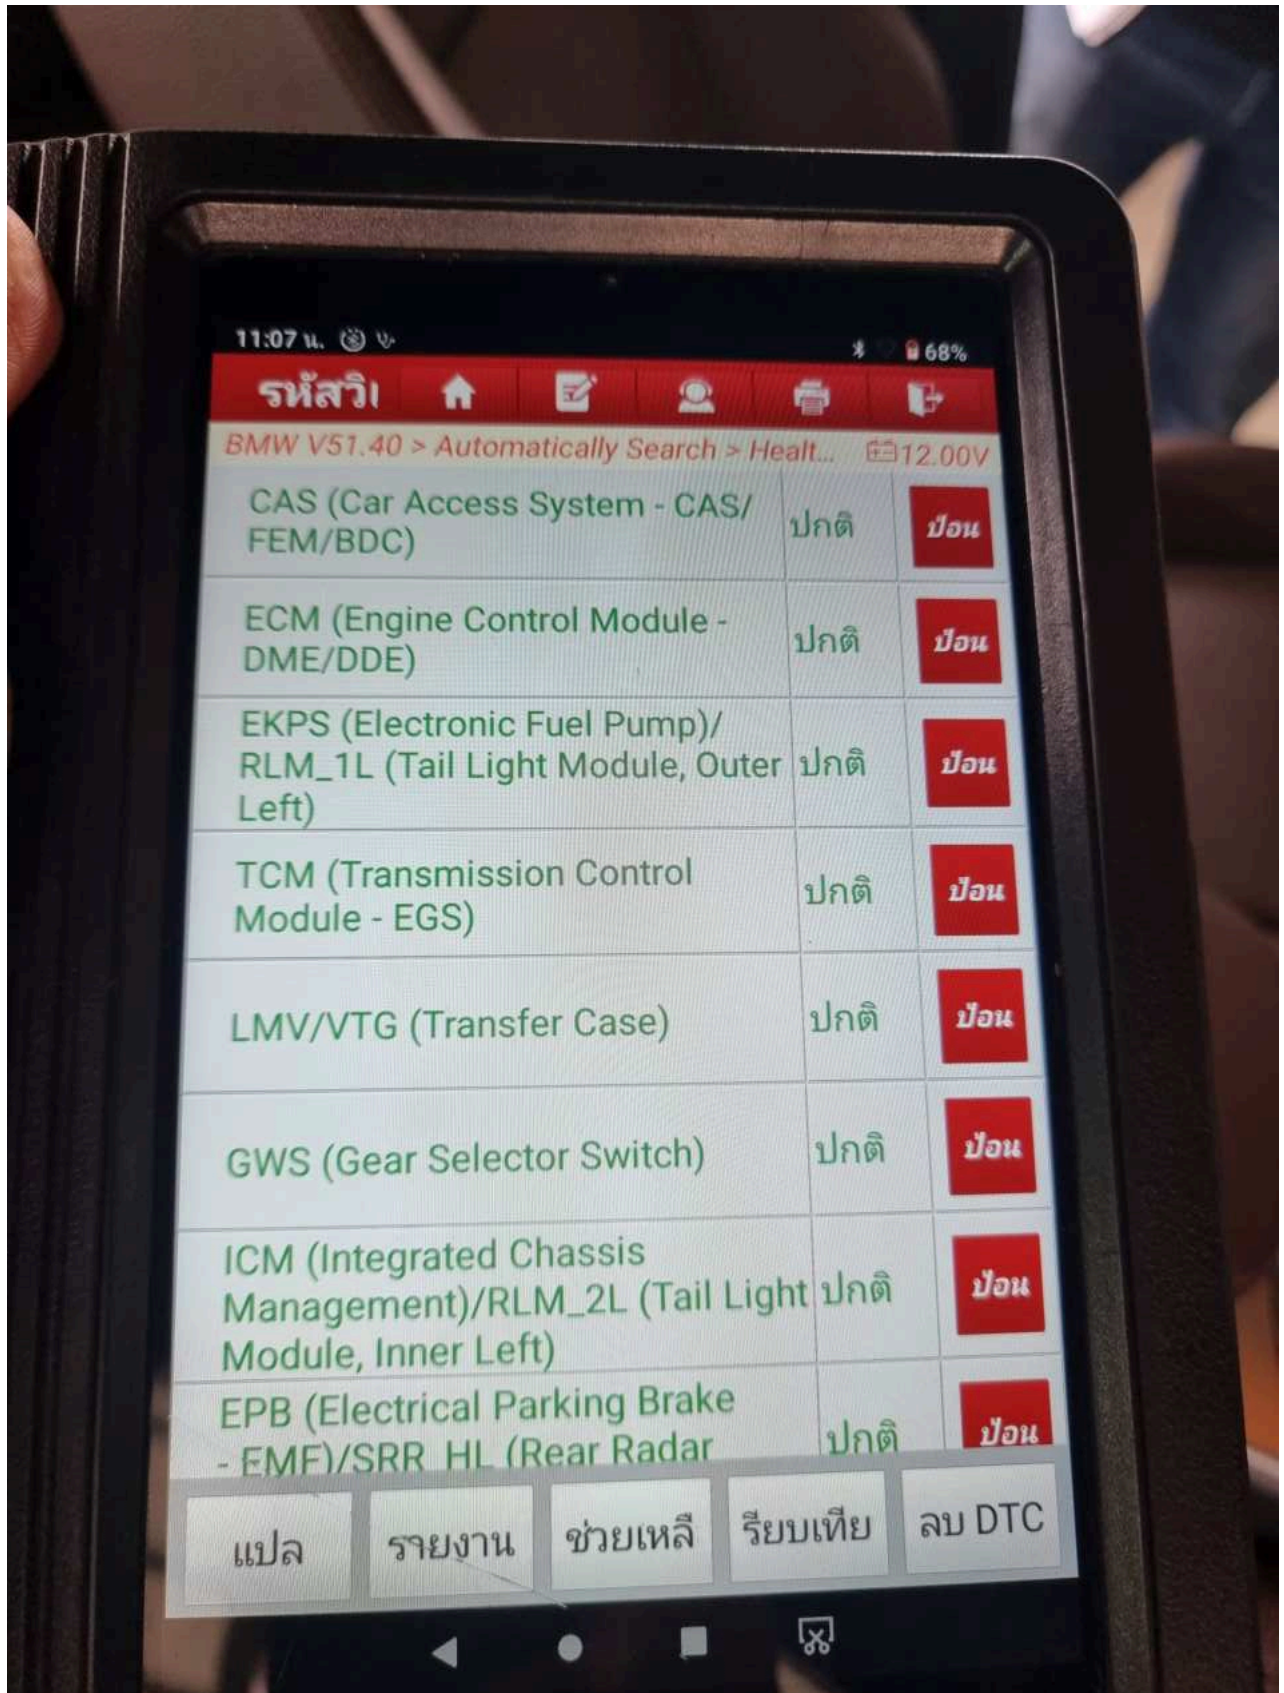 11:07 น.
68%
รหัสวิเ
BMW V51.40 > Automatically Search > Healt...
12.00V
CAS (Car Access System - CAS/
FEM/BDC)
ปกติ
ป้อน
ECM (Engine Control Module -
DME/DDE)
ปกติ
ป้อน
EKPS (Electronic Fuel Pump)/
RLM_1L (Tail Light Module, Outer
Left)
ปกติ
ป้อน
TCM (Transmission Control
Module - EGS)
ปกติ
ป้อน
LMV/VTG (Transfer Case)
ปกติ
ป้อน
GWS (Gear Selector Switch)
ปกติ
ป้อน
ICM (Integrated Chassis
Management)/RLM_2L (Tail Light
Module, Inner Left)
ปกติ
ป้อน
EPB (Electrical Parking Brake
- EMF)/SRR_HL (Rear Radar
ปกติ
ป้อน
แปล
รายงาน
ช่วยเหลื
รียบเทีย
ลบ DTC